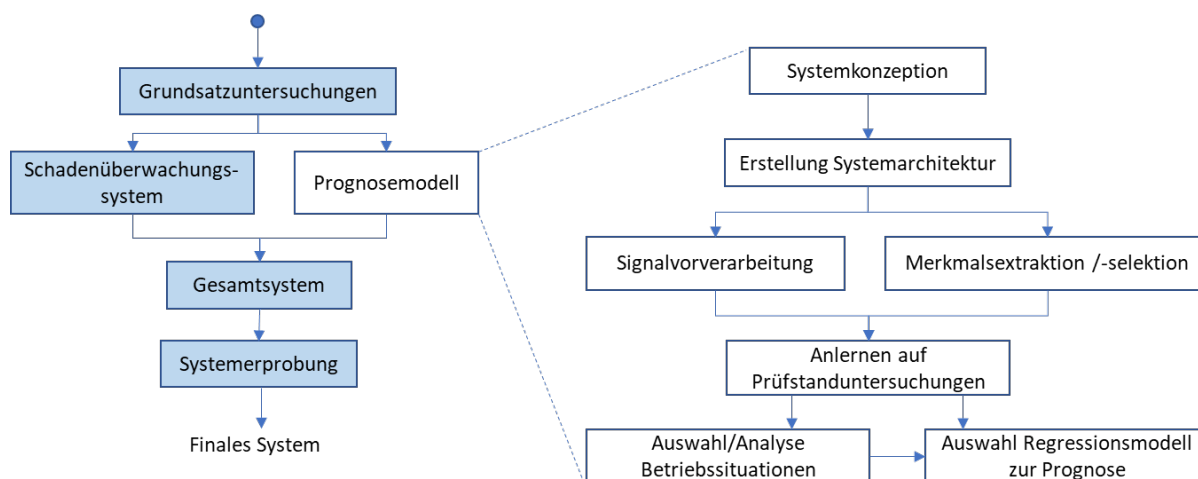 Grundsatzuntersuchungen
Schadenüberwachungs-
system
Prognosemodell
Gesamtsystem
Systemerprobung
Finales System
Systemkonzeption
Erstellung Systemarchitektur
Signalvorverarbeitung
Merkmalsextraktion /-selektion
Anlernen auf
Prüfstanduntersuchungen
Auswahl/Analyse
Betriebssituationen
Auswahl Regressionsmodell
zur Prognose